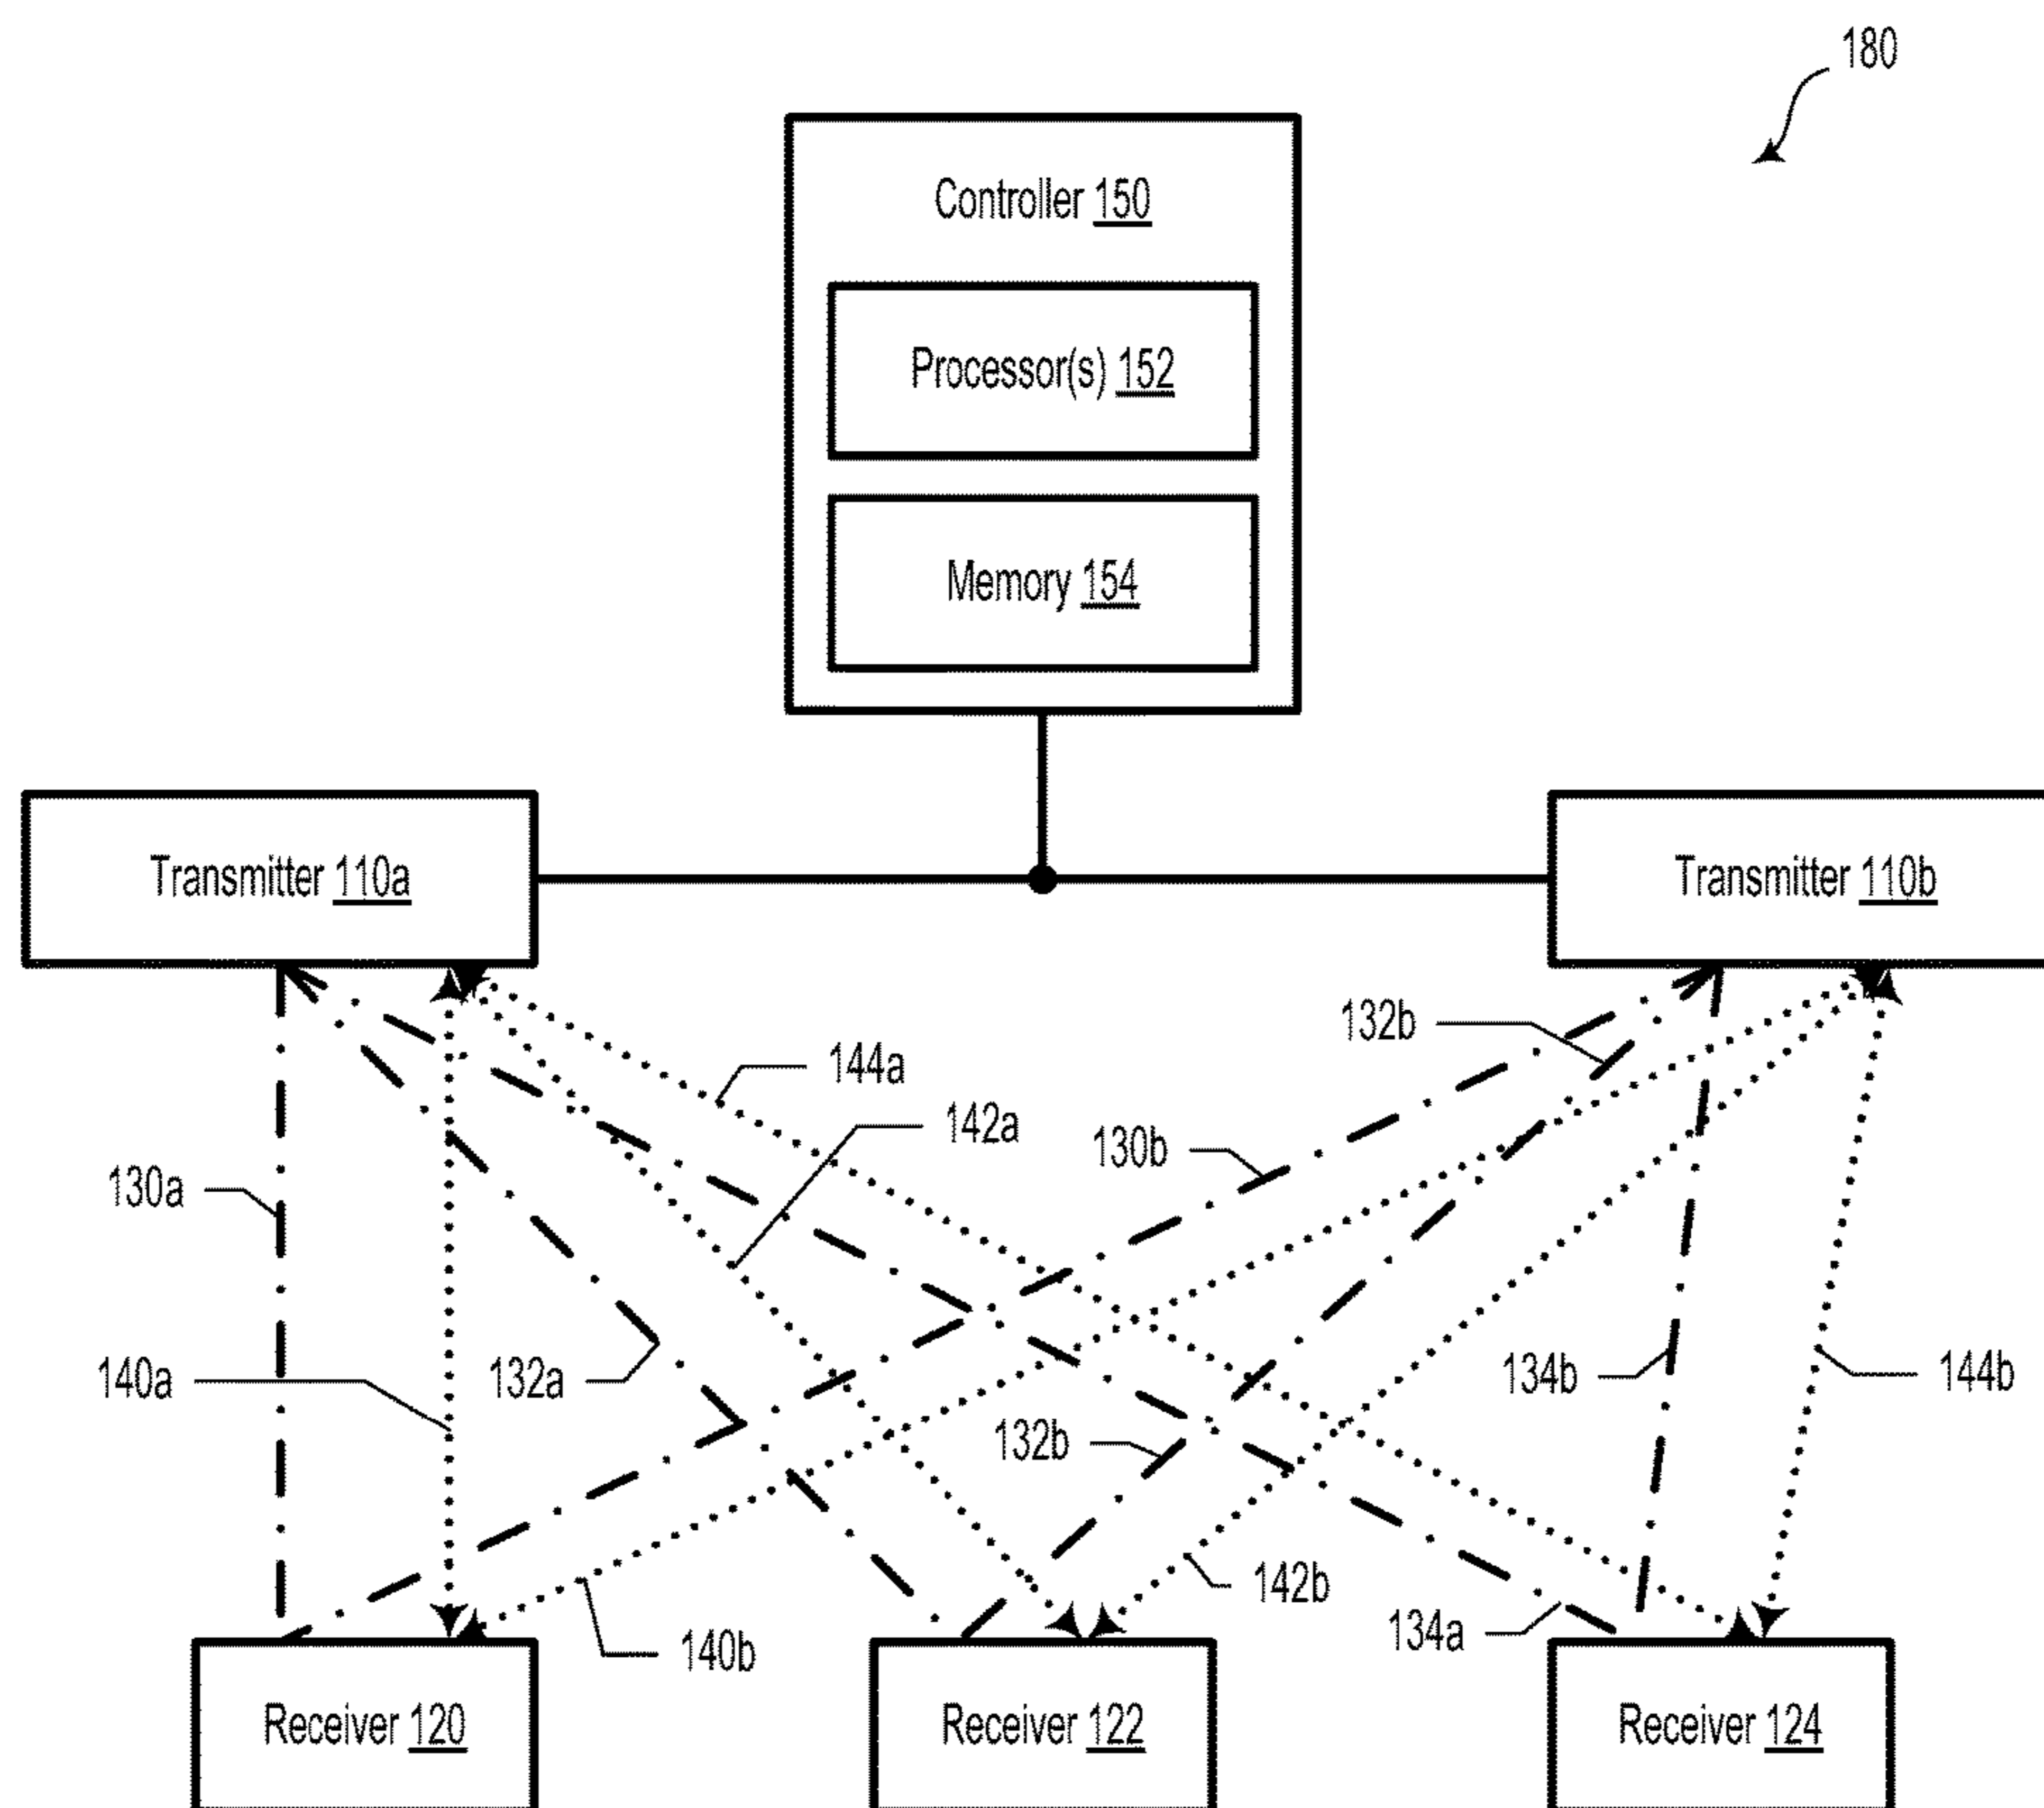 180
Controller 150
Processor(s) 152
Memory 154
Transmitter 110a
Transmitter 110b
132b
144a
142a
130b
130a
140a
132a
134b
144b
132b
142b
134a
140b
Receiver 120
Receiver 122
Receiver 124